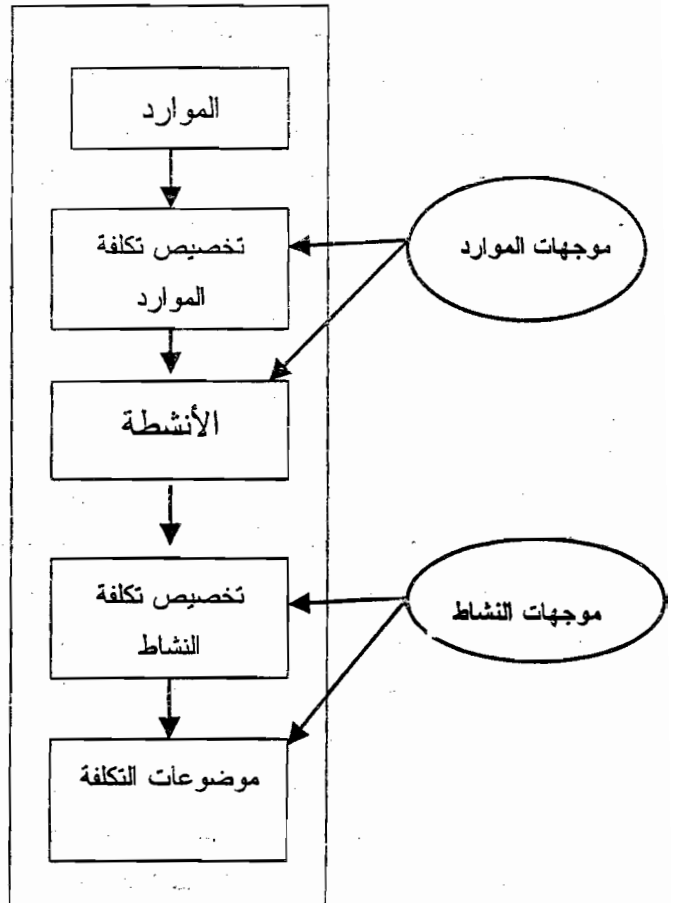 الموارد
تخصيص تكلفة
الموارد
موجهات الموارد
الأنشطة
تخصيص تكلفة
النشاط
موجهات النشاط
موضوعات التكلفة